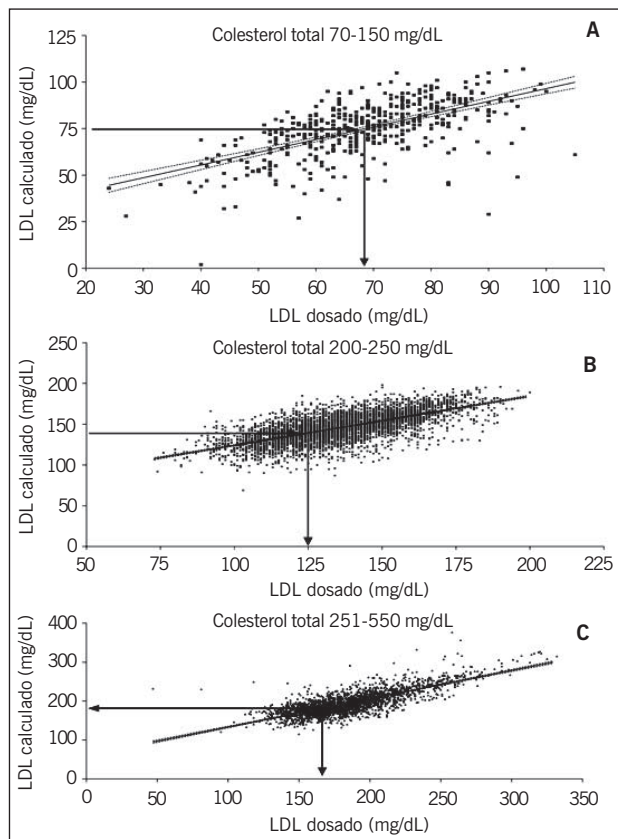 Colesterol total 70-150 mg/dL
A
LDL calculado (mg/dL)
125
100
75
50
25
0
20 30 40 50 60 70 80 90 100 110
LDL dosado (mg/dL)
Colesterol total 200-250 mg/dL
B
LDL calculado (mg/dL)
250
200
150
100
50
0
50 75 100 125 150 175 200 225
LDL dosado (mg/dL)
Colesterol total 251-550 mg/dL
C
LDL calculado (mg/dL)
400
300
200
100
0
0 50 100 150 200 250 300 350
LDL dosado (mg/dL)